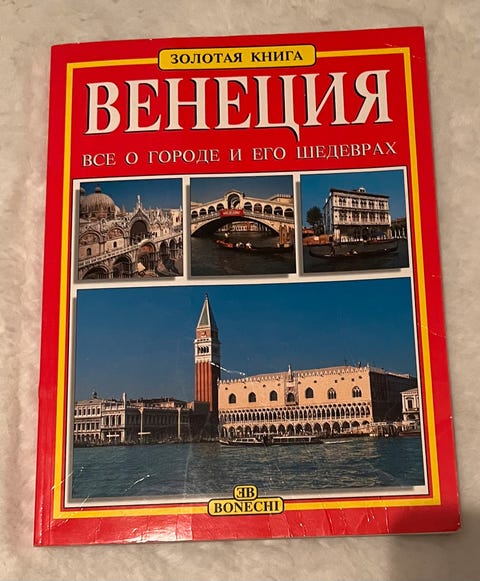 ЗОЛОТАЯ КНИГА
ВЕНЕЦИЯ
ВСЕ О ГОРОДЕ И ЕГО ШЕДЕВРАХ
BONECHI